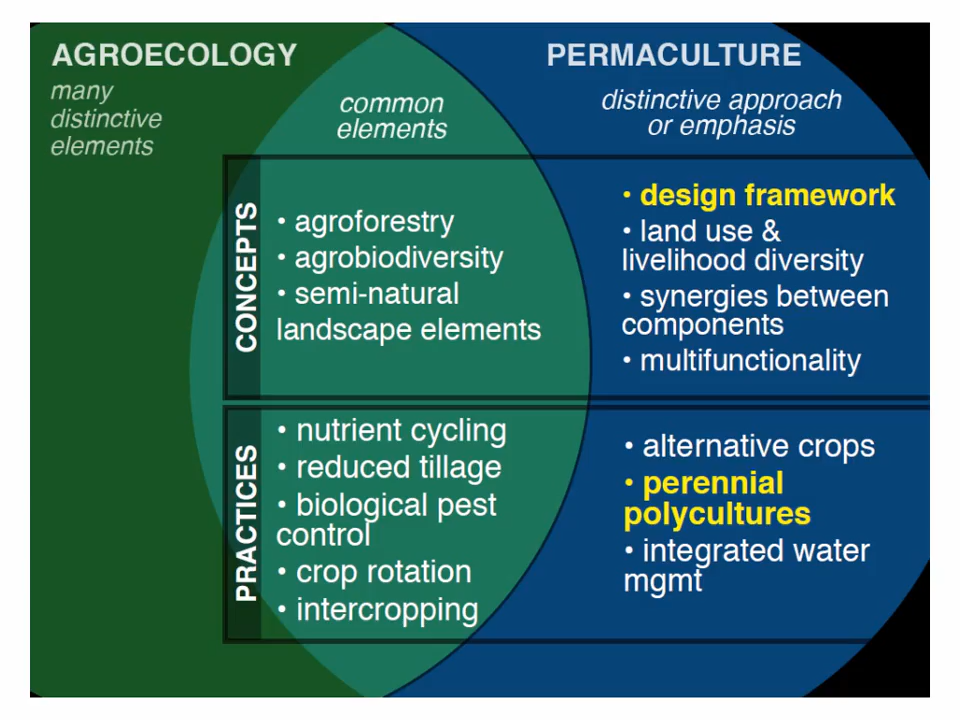 AGROECOLOGY
many
distinctive
elements
common
elements
PERMACULTURE
distinctive approach
or emphasis
CONCEPTS
• agroforestry
• agrobiodiversity
• semi-natural
landscape elements
• design framework
• land use &
livelihood diversity
• synergies between
components
• multifunctionality
PRACTICES
• nutrient cycling
• reduced tillage
• biological pest
control
• crop rotation
• intercropping
• alternative crops
• perennial
polycultures
• integrated water
mgmt